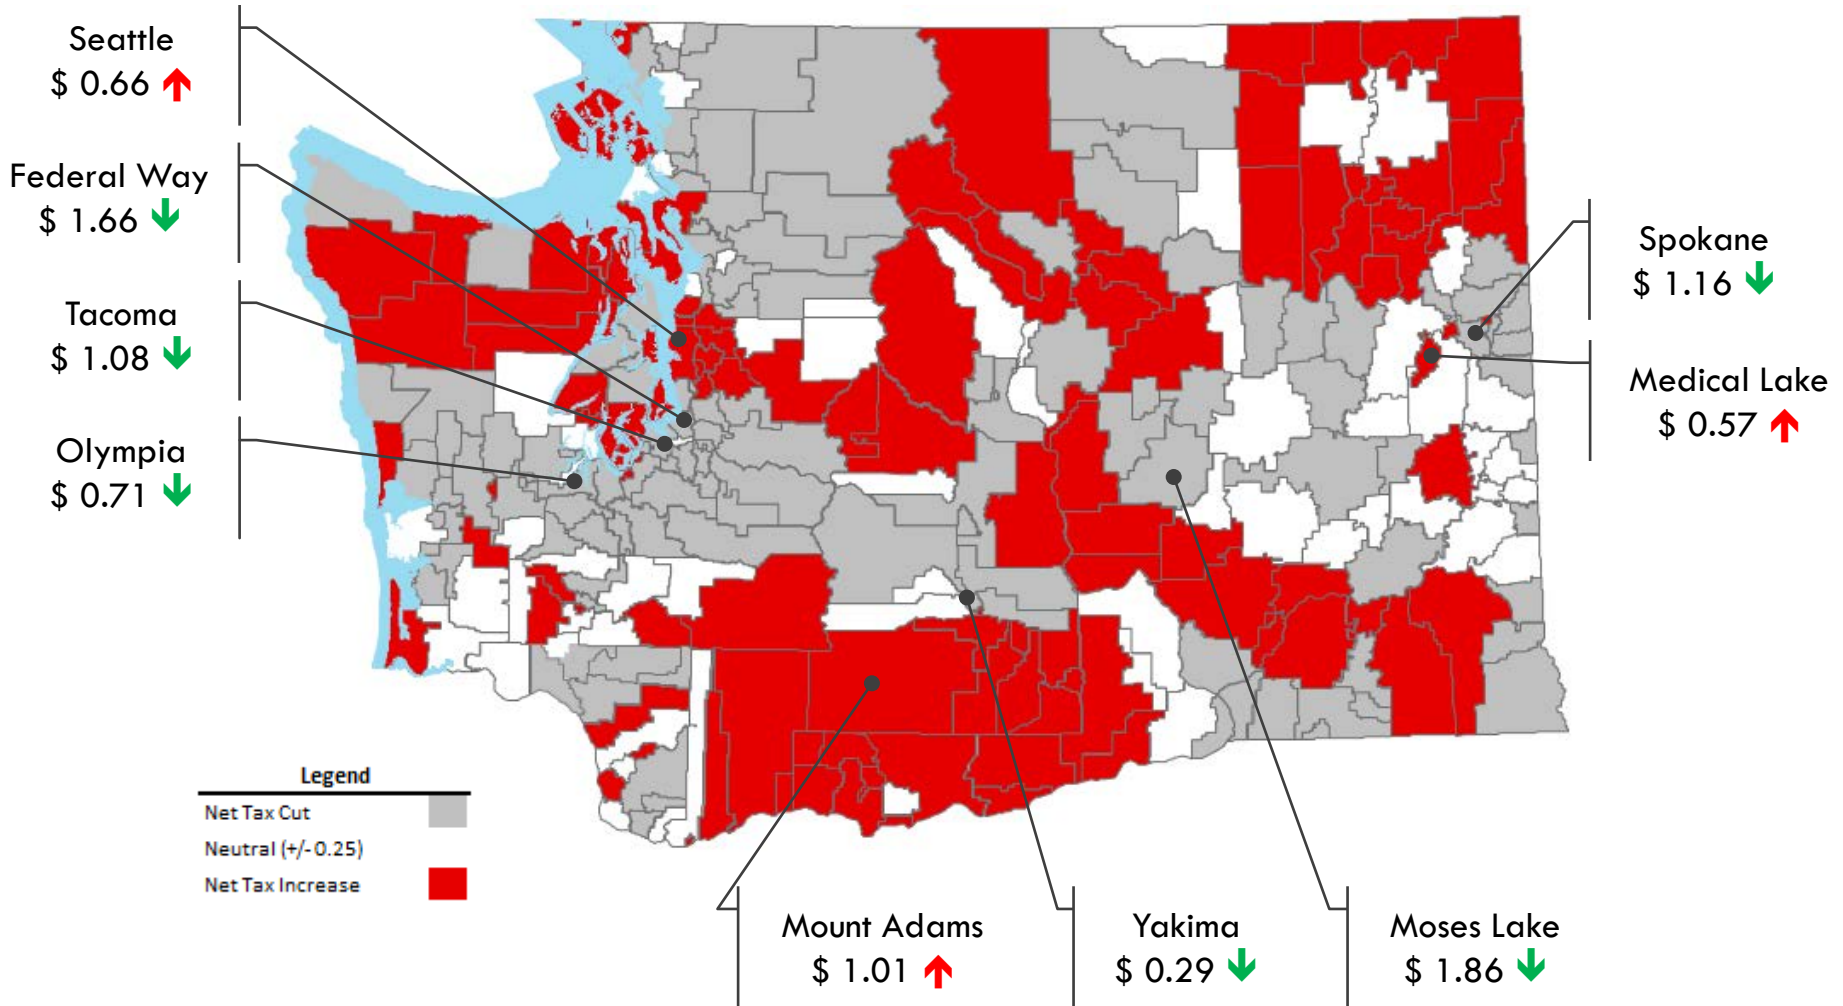 Seattle
$ 0.66
Federal Way
$ 1.66
Tacoma
$ 1.08
Olympia
$ 0.71
Spokane
$ 1.16
Medical Lake
$ 0.57
Legend
Net Tax Cut
Neutral (+/- 0.25)
Net Tax Increase
Mount Adams
$ 1.01
Yakima
$ 0.29
Moses Lake
$ 1.86